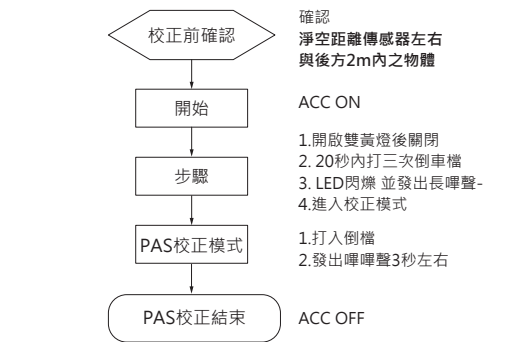 校正前確認
確認
淨空距離傳感器左右
與後方2m內之物體
開始
ACC ON
步驟
1.開啟雙黃燈後關閉
2. 20秒內打三次倒車檔
3. LED閃爍 並發出長嗶聲-
4.進入校正模式
PAS校正模式
1.打入倒檔
2.發出嗶嗶聲3秒左右
PAS校正結束
ACC OFF